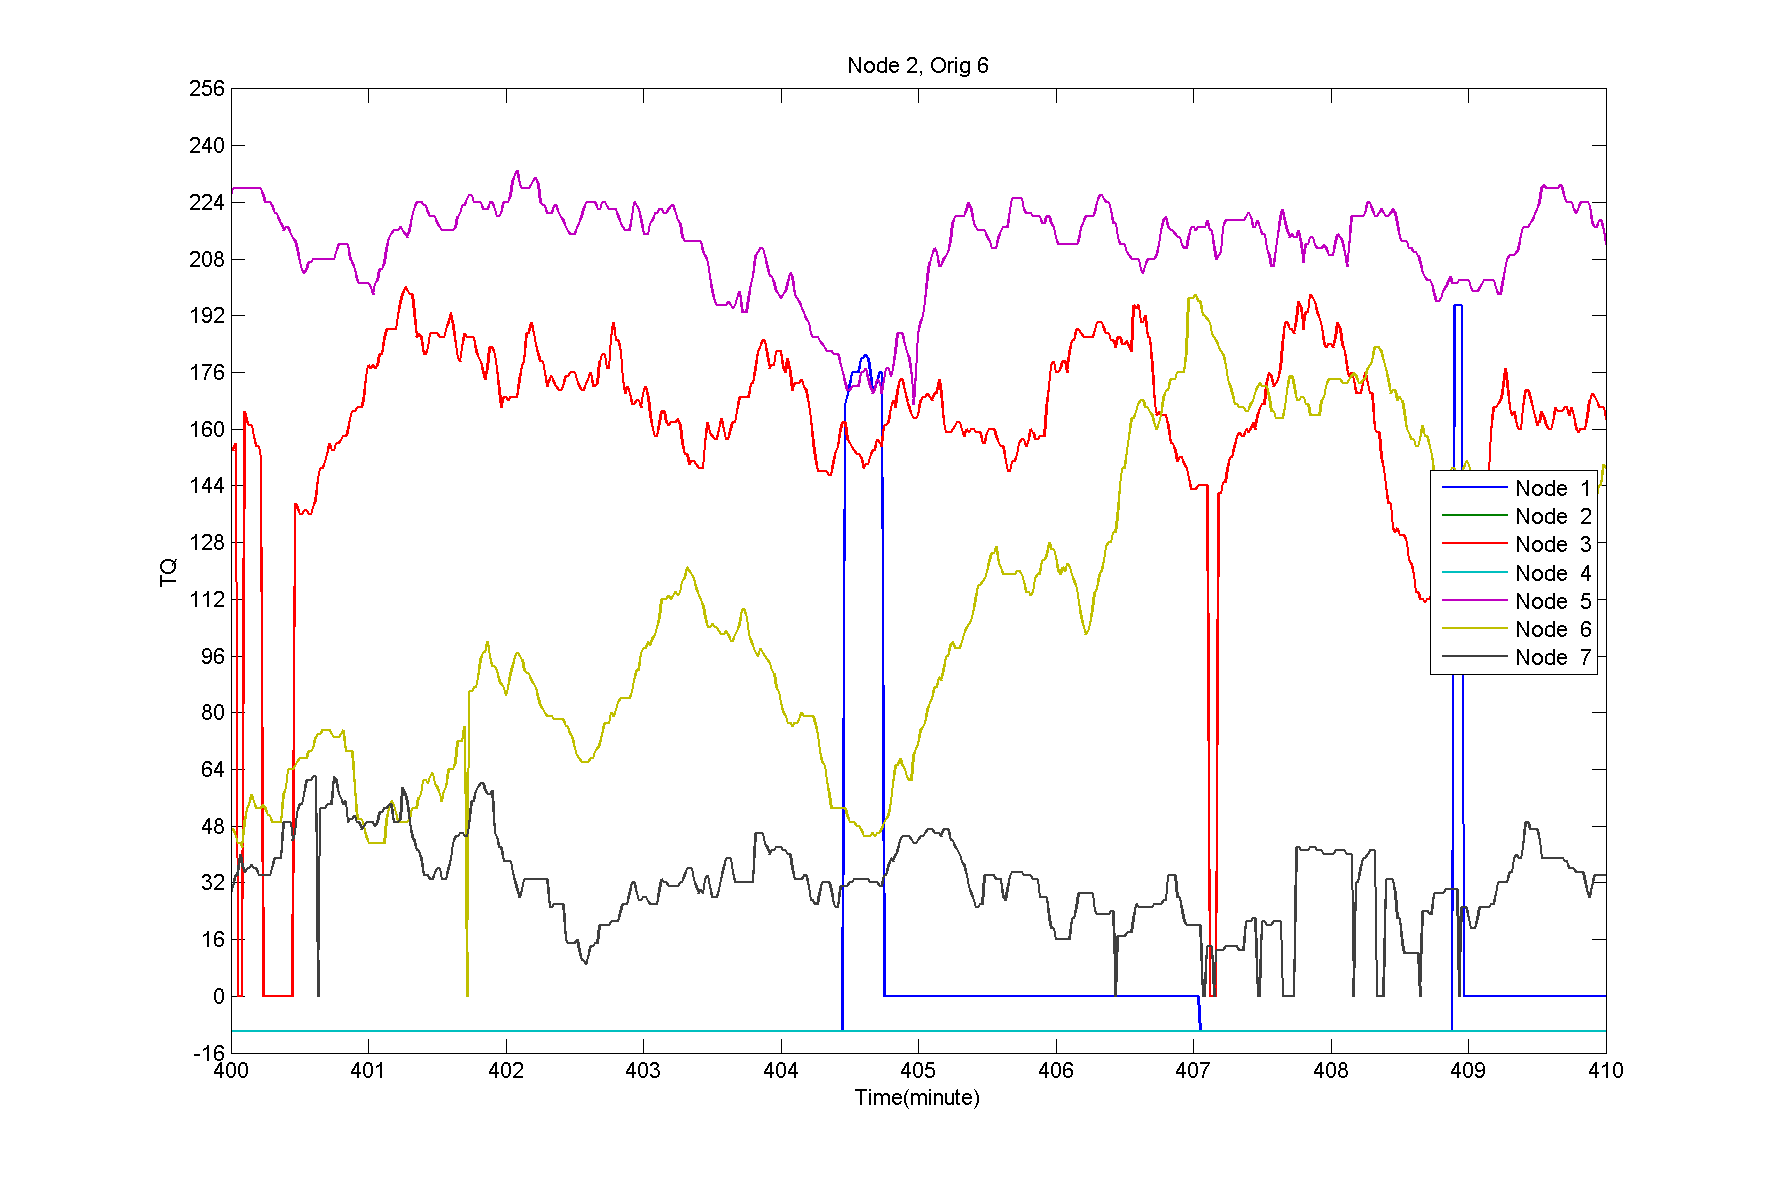 Node 2, Orig 6
256
240
224
208
192
176
160
144
128
112
96
80
64
48
32
16
0
-16
TQ
Node 1
Node 2
Node 3
Node 4
Node 5
Node 6
Node 7
400 401 402 403 404 405 406 407 408 409 410
Time(minute)